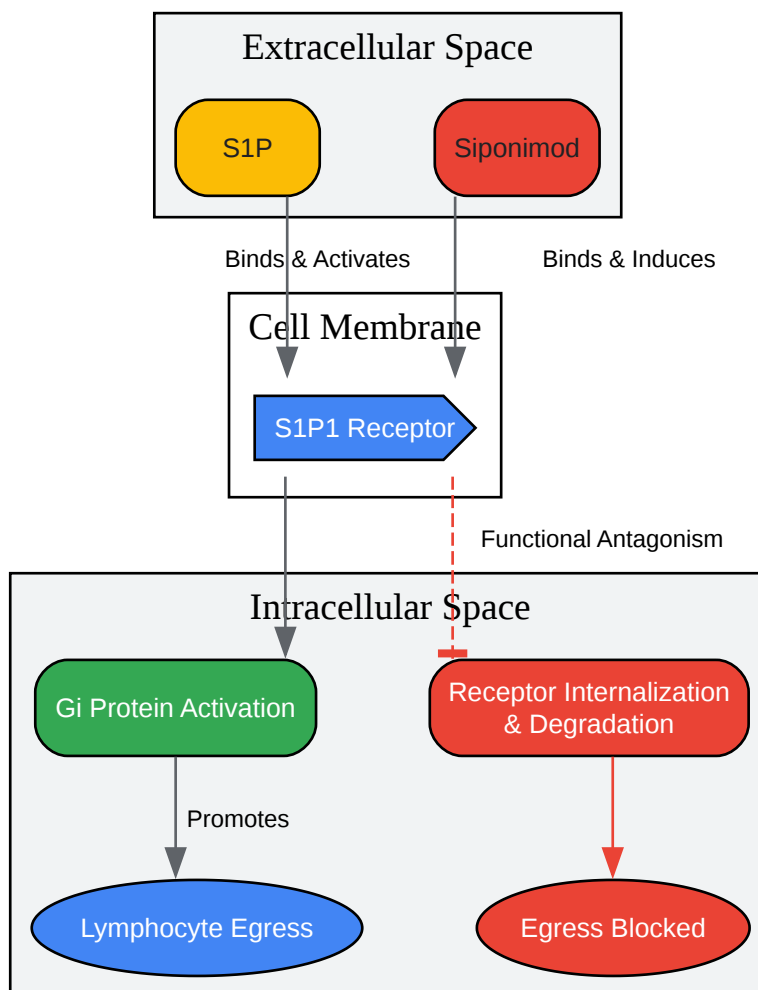 Extracellular Space
S1P
Siponimod
Binds & Activates
Binds & Induces
Cell Membrane
S1P1 Receptor
Functional Antagonism
Intracellular Space
Gi Protein Activation
Receptor Internalization
& Degradation
Promotes
Lymphocyte Egress
Egress Blocked